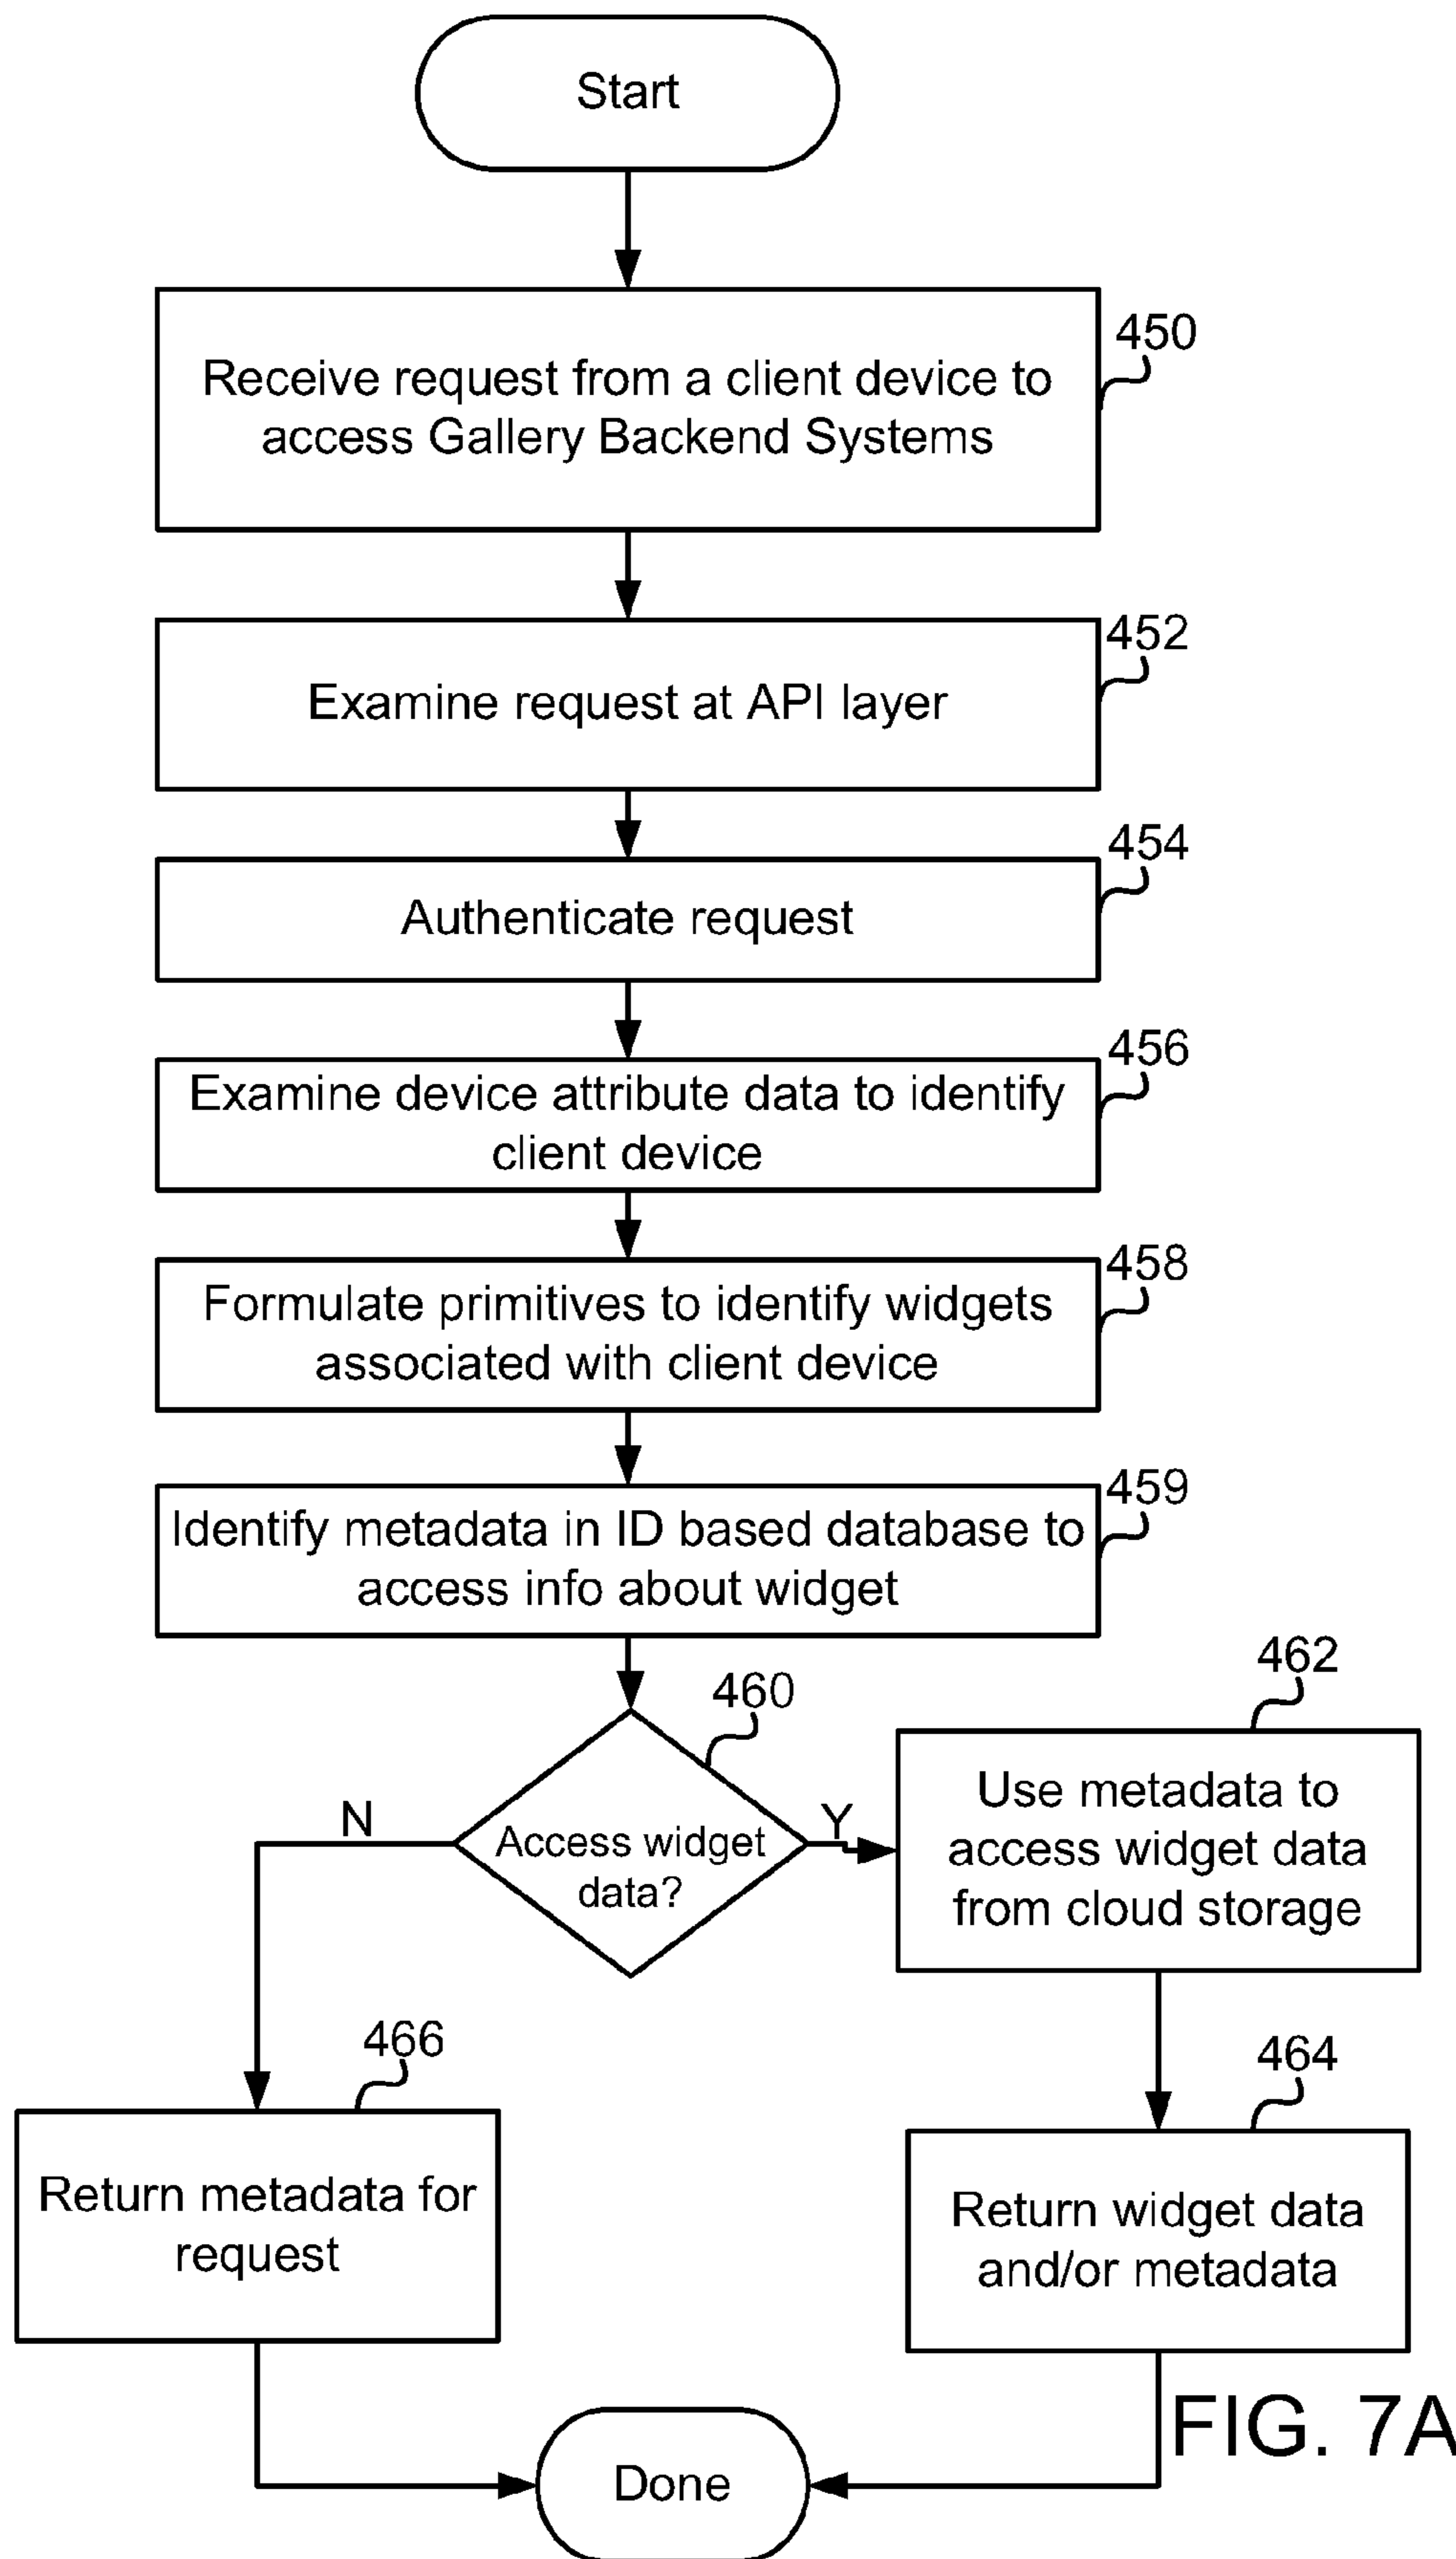 Start
450
Receive request from a client device to
access Gallery Backend Systems
452
Examine request at API layer
454
Authenticate request
456
Examine device attribute data to identify
client device
458
Formulate primitives to identify widgets
associated with client device
459
Identify metadata in ID based database to
access info about widget
460
Access widget
data?
N
Y
462
Use metadata to
access widget data
from cloud storage
466
Return metadata for
request
464
Return widget data
and/or metadata
FIG. 7A
Done